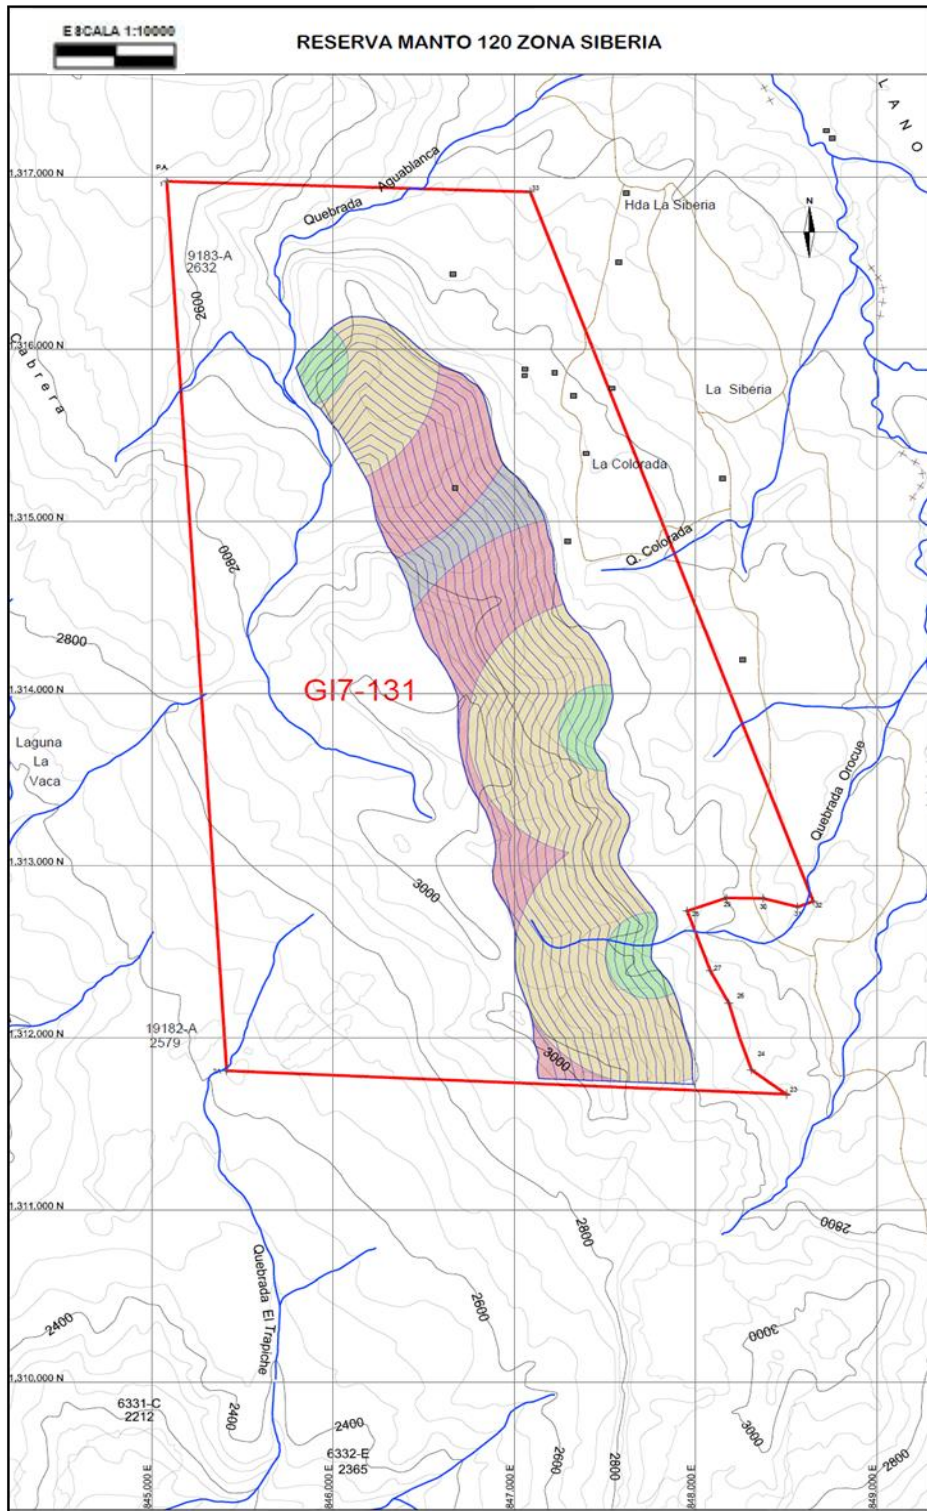 ESCALA 1:10000
RESERVA MANTO 120 ZONA SIBERIA
LANO
P.A.
1,317,000 N
Quebrada Aguablanca
33
Hda La Siberia
N
9183-A
2632
2600
1,316,000 N
Cabrera
La Siberia
La Colorada
1,315,000 N
Q. Colorada
2800
2800
1,314,000 N
GI7-131
Laguna
La
Vaca
Quebrada Orocue
1,313,000 N
3000
30
31
32
27
26
19182-A
2579
1,312,000 N
3000
24
23
1,311,000 N
2800
2800
Quebrada El Trapiche
2600
2400
3000
1,310,000 N
6331-C
2212
2400
2400
6332-E
2365
3000
2600
2800
2800
845,000 E
846,000 E
847,000 E
848,000 E
849,000 E